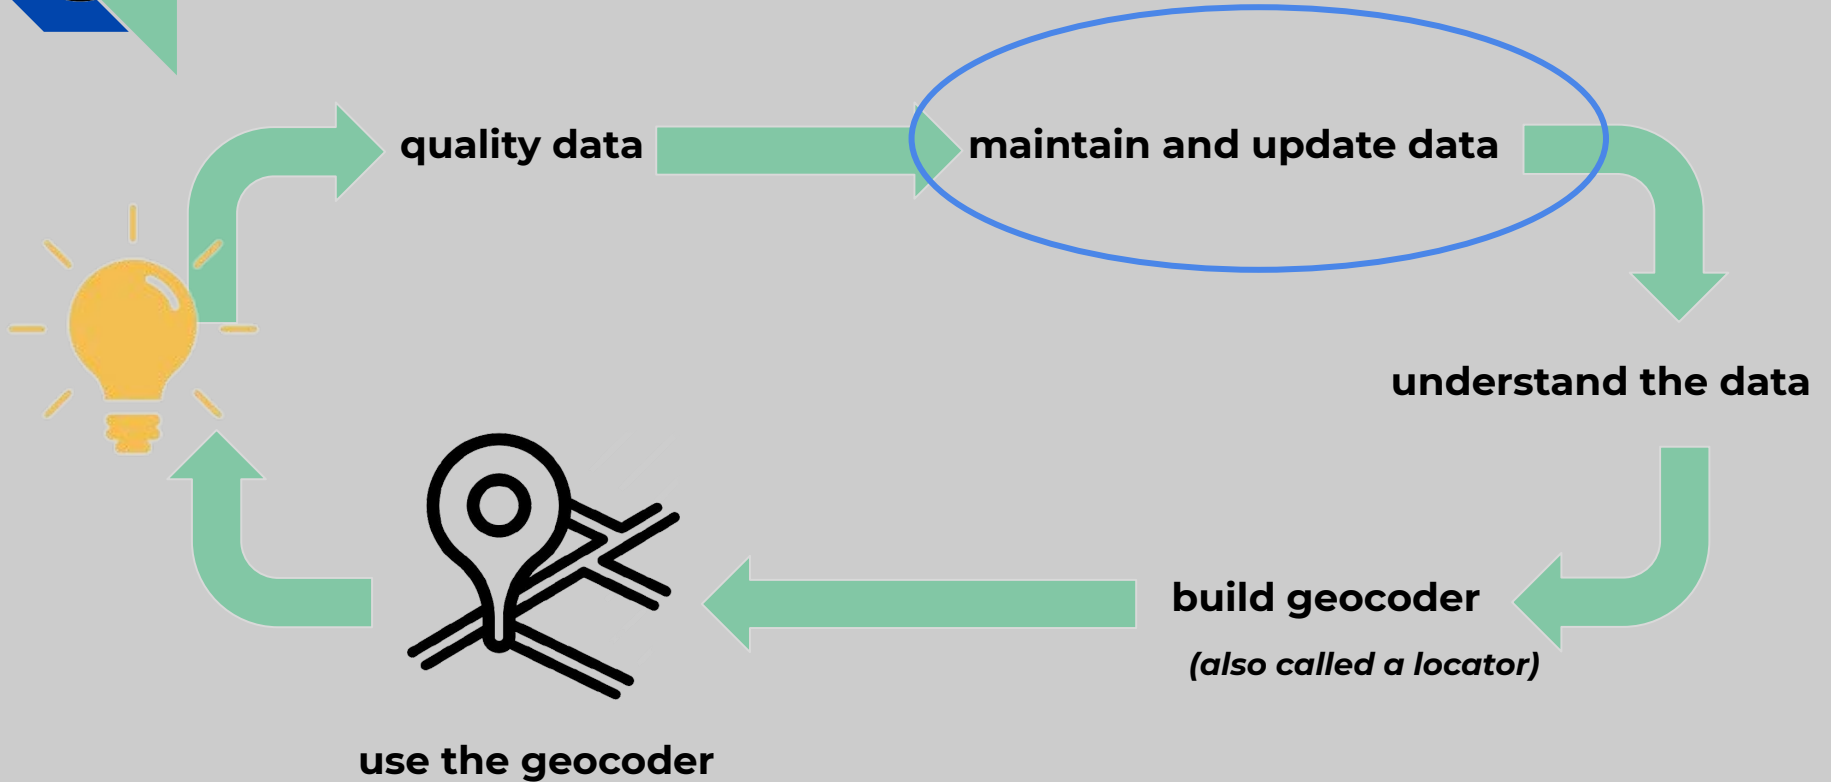 quality data
maintain and update data
understand the data
build geocoder
(also called a locator)
use the geocoder